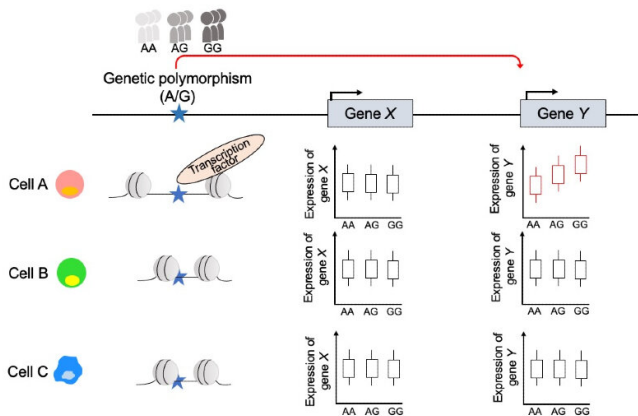 AA AG GG
Genetic polymorphism
(A/G)
Gene X
Gene Y
Cell A
Transcription
factor
Expression of
gene X
AA AG GG
Expression of
gene Y
AA AG GG
Cell B
Expression of
gene X
AA AG GG
Expression of
gene Y
AA AG GG
Cell C
Expression of
gene X
AA AG GG
Expression of
gene Y
AA AG GG